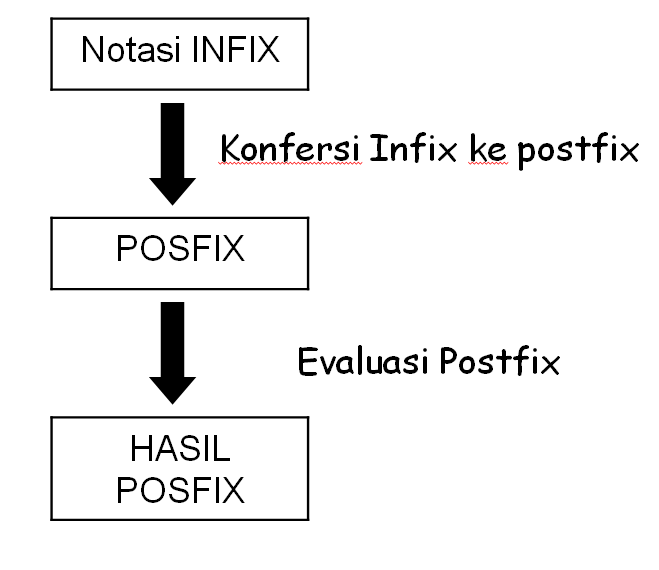 Notasi INFIX
Konfersi Infix ke postfix
POSFIX
Evaluasi Postfix
HASIL
POSFIX